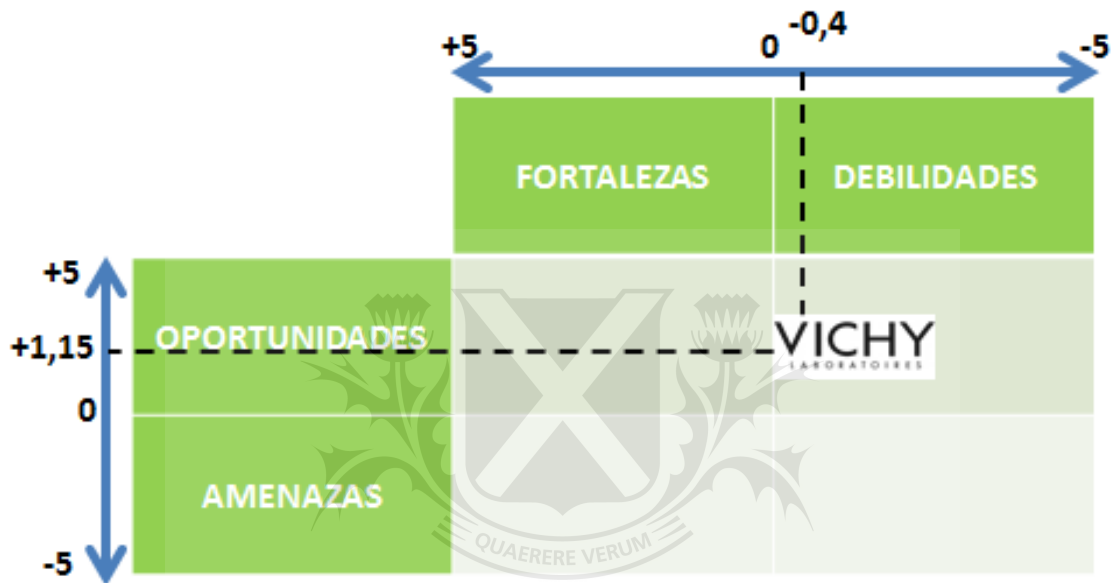 +5 0 -0,4 -5
FORTALEZAS DEBILIDADES
+5
+1,15 OPORTUNIDADES VICHY
LABORATOIRES
0
AMENAZAS
QUAERERE VERUM
-5